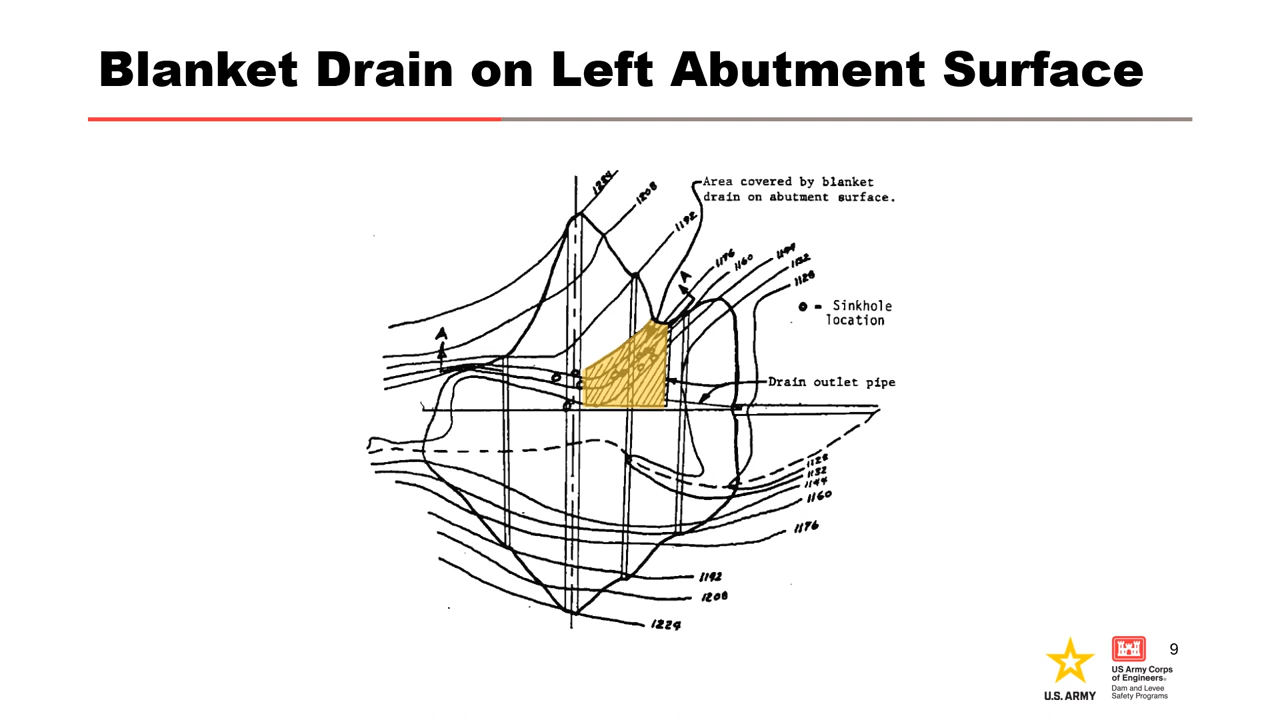 Blanket Drain on Left Abutment Surface
1224
1208
1192
Area covered by blanket
drain on abutment surface.
1176
1160
1144
1132
1128
A
= Sinkhole
location
A
Drain outlet pipe
1128
1132
1144
1160
1176
1192
1208
1224
9
U.S. ARMY
US Army Corps
of Engineers®
Dam and Levee
Safety Programs